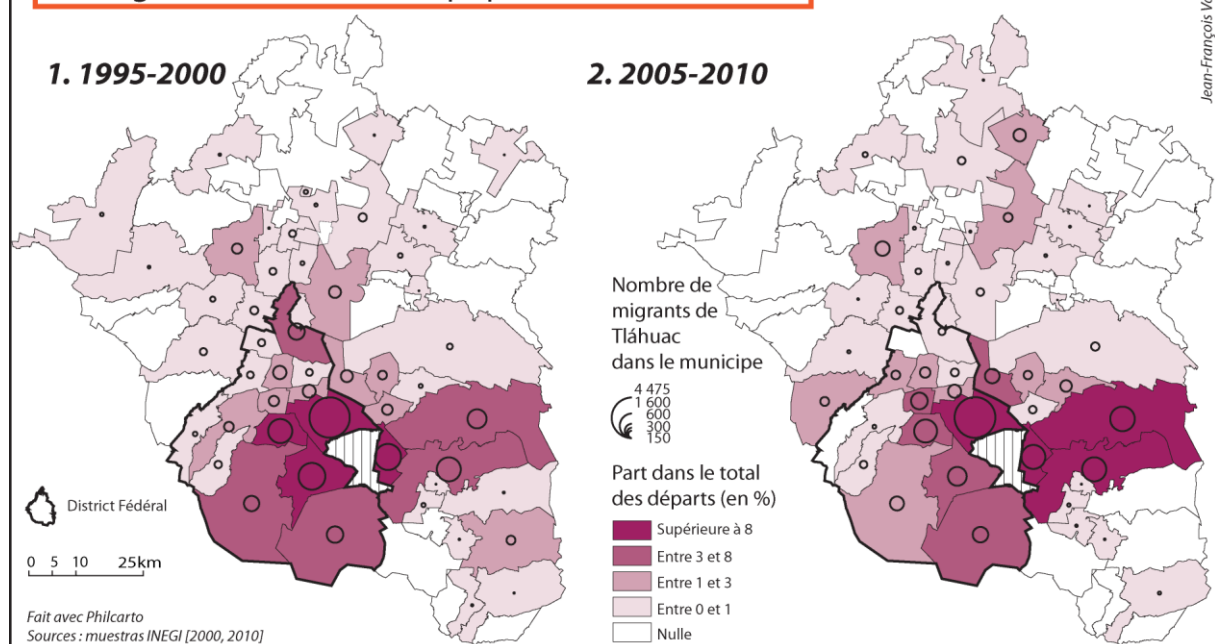 1. 1995-2000
2. 2005-2010
Jean-François
Nombre de
migrants de
Tláhuac
dans le municipe
4 475
1 600
600
300
150
Part dans le total
des départs (en %)
Supérieure à 8
Entre 3 et 8
Entre 1 et 3
Entre 0 et 1
Nulle
District Fédéral
0 5 10 25km
Fait avec Philcarto
Sources : muestras INEGI [2000, 2010]